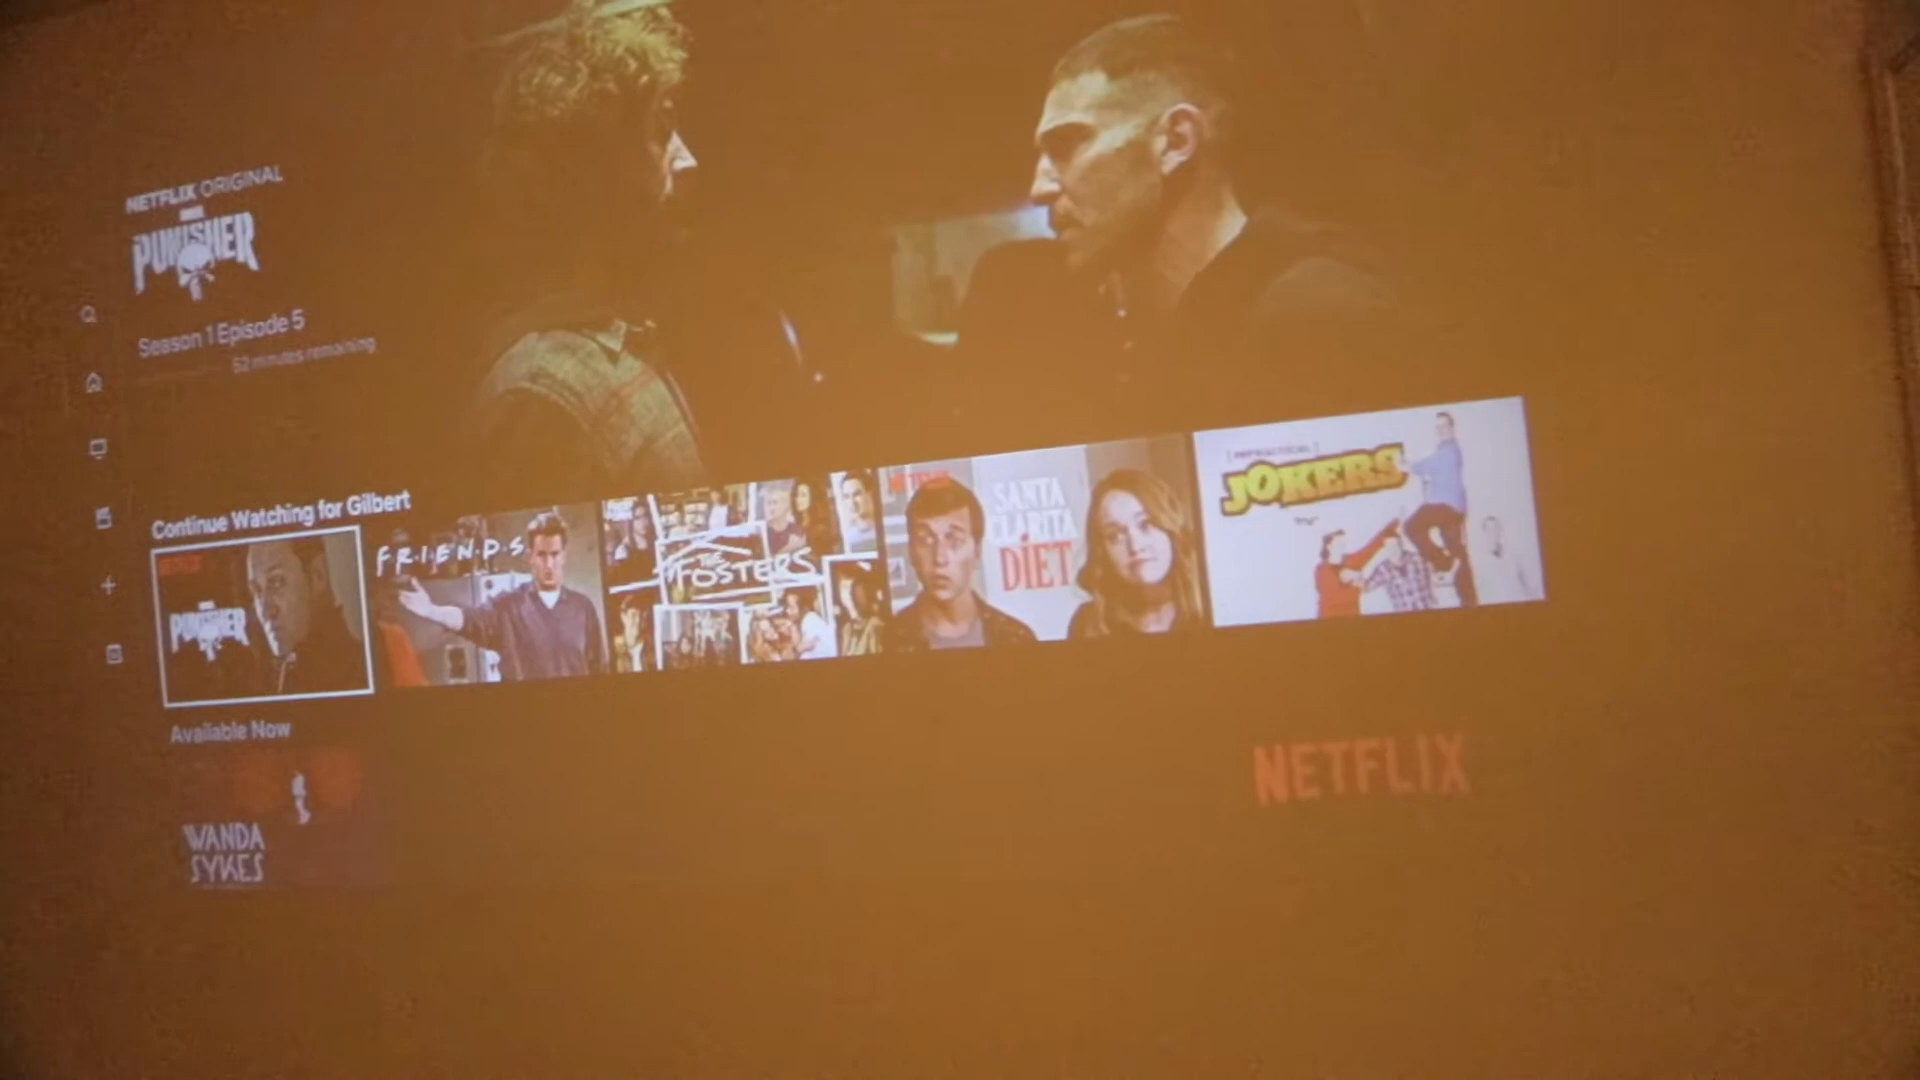 NETFLIX ORIGINAL
PUNISHER
Season 1 Episode 5
52 minutes remaining
Continue Watching for Gilbert
PUNISHER
F·R·I·E·N·D·S
THE
FOSTERS
NETFLIX
SANTA
CLARITA
DIET
JOKERS
Available Now
WANDA
SYKES
NETFLIX